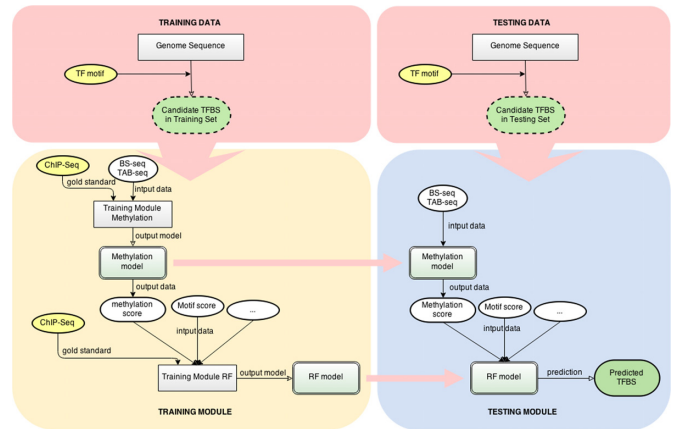 TRAINING DATA
Genome Sequence
TF motif
Candidate TFBS
in Training Set
TESTING DATA
Genome Sequence
TF motif
Candidate TFBS
in Testing Set
ChIP-Seq
BS-seq
TAB-seq
gold standard
intput data
Training Module
Methylation
output model
Methylation
model
output data
methylation
score
Motif score
...
ChIP-Seq
intput data
gold standard
Training Module RF
output model
RF model
TRAINING MODULE
BS-seq
TAB-seq
intput data
Methylation
model
output data
Methylation
score
Motif score
...
intput data
RF model
prediction
Predicted
TFBS
TESTING MODULE